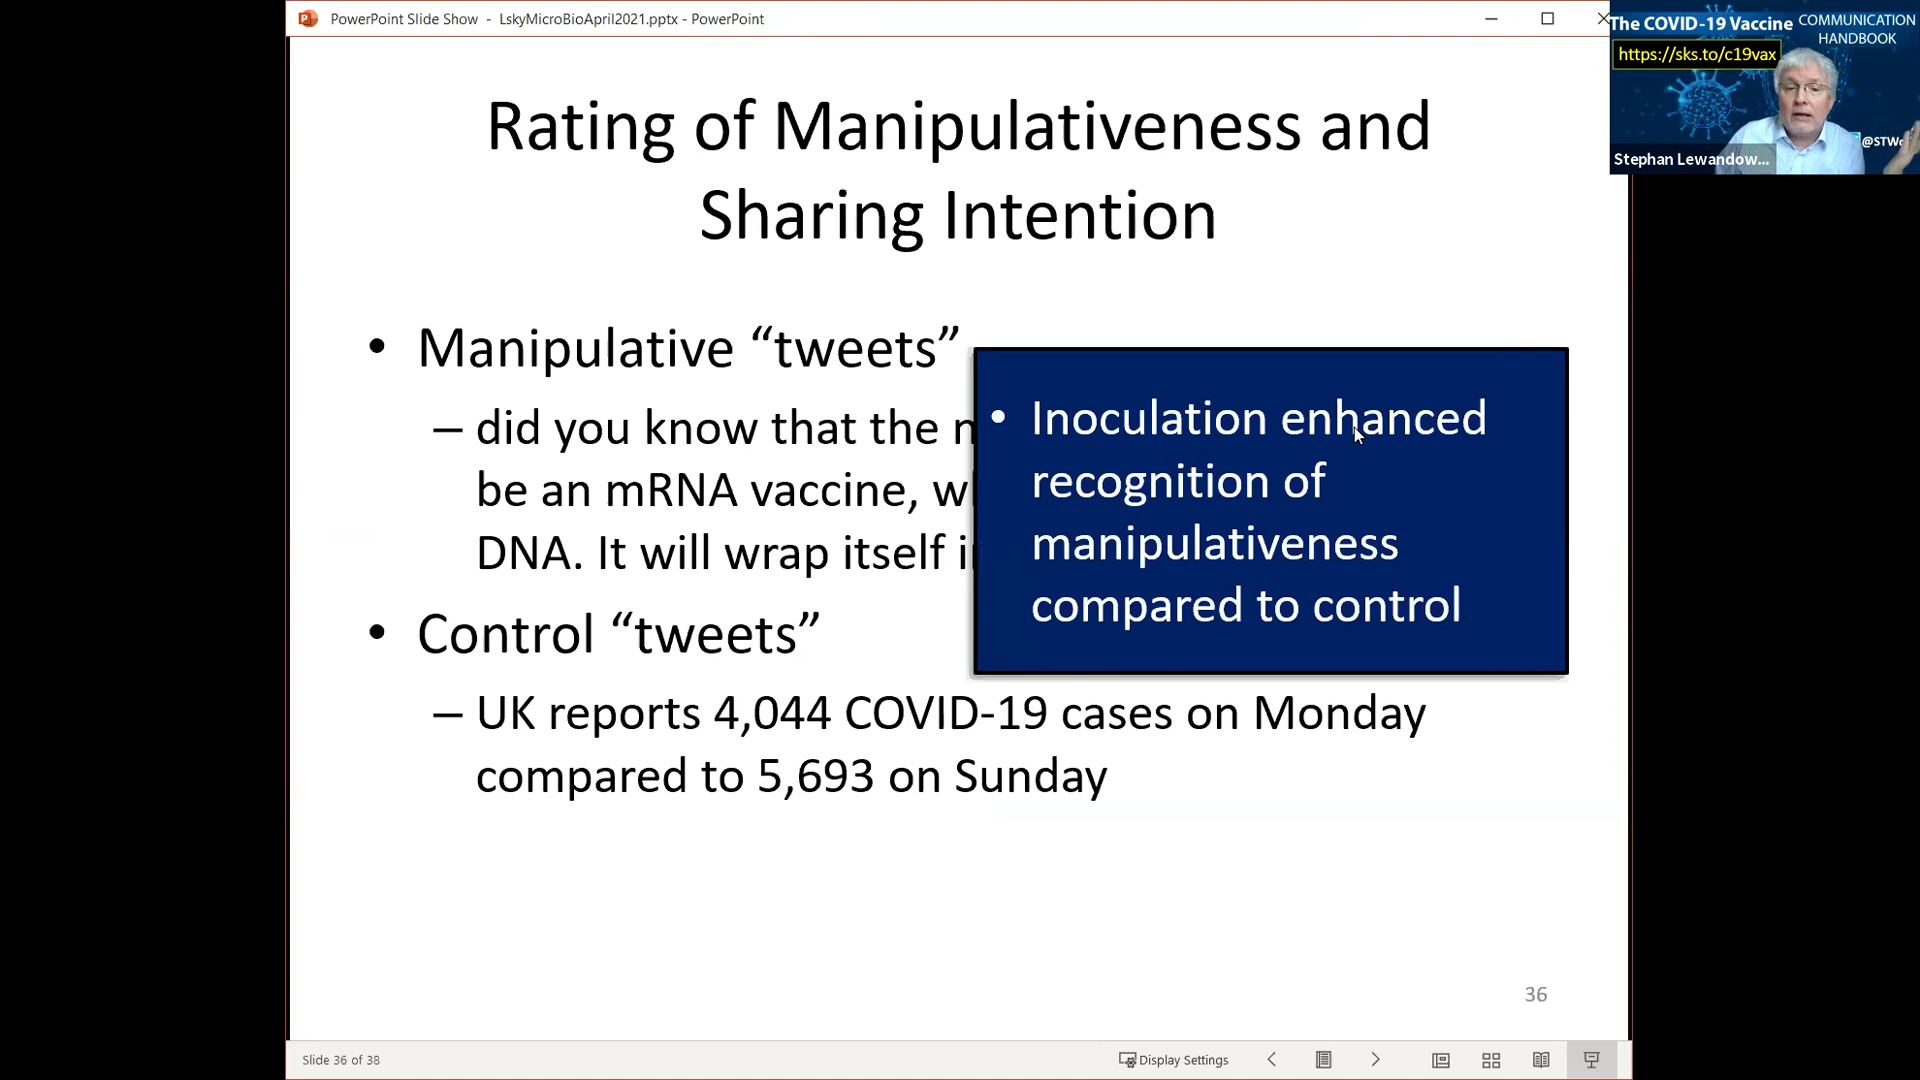 PowerPoint Slide Show - LskyMicroBioApril2021.pptx - PowerPoint
The COVID-19 Vaccine COMMUNICATION
HANDBOOK
https://sks.to/c19vax
Stephan Lewandow...
Rating of Manipulativeness and
Sharing Intention
• Manipulative “tweets”
– did you know that the
be an mRNA vaccine,
DNA. It will wrap itself
• Inoculation enhanced
recognition of
manipulativeness
compared to control
• Control “tweets”
– UK reports 4,044 COVID-19 cases on Monday
compared to 5,693 on Sunday
36
Slide 36 of 38
Display Settings